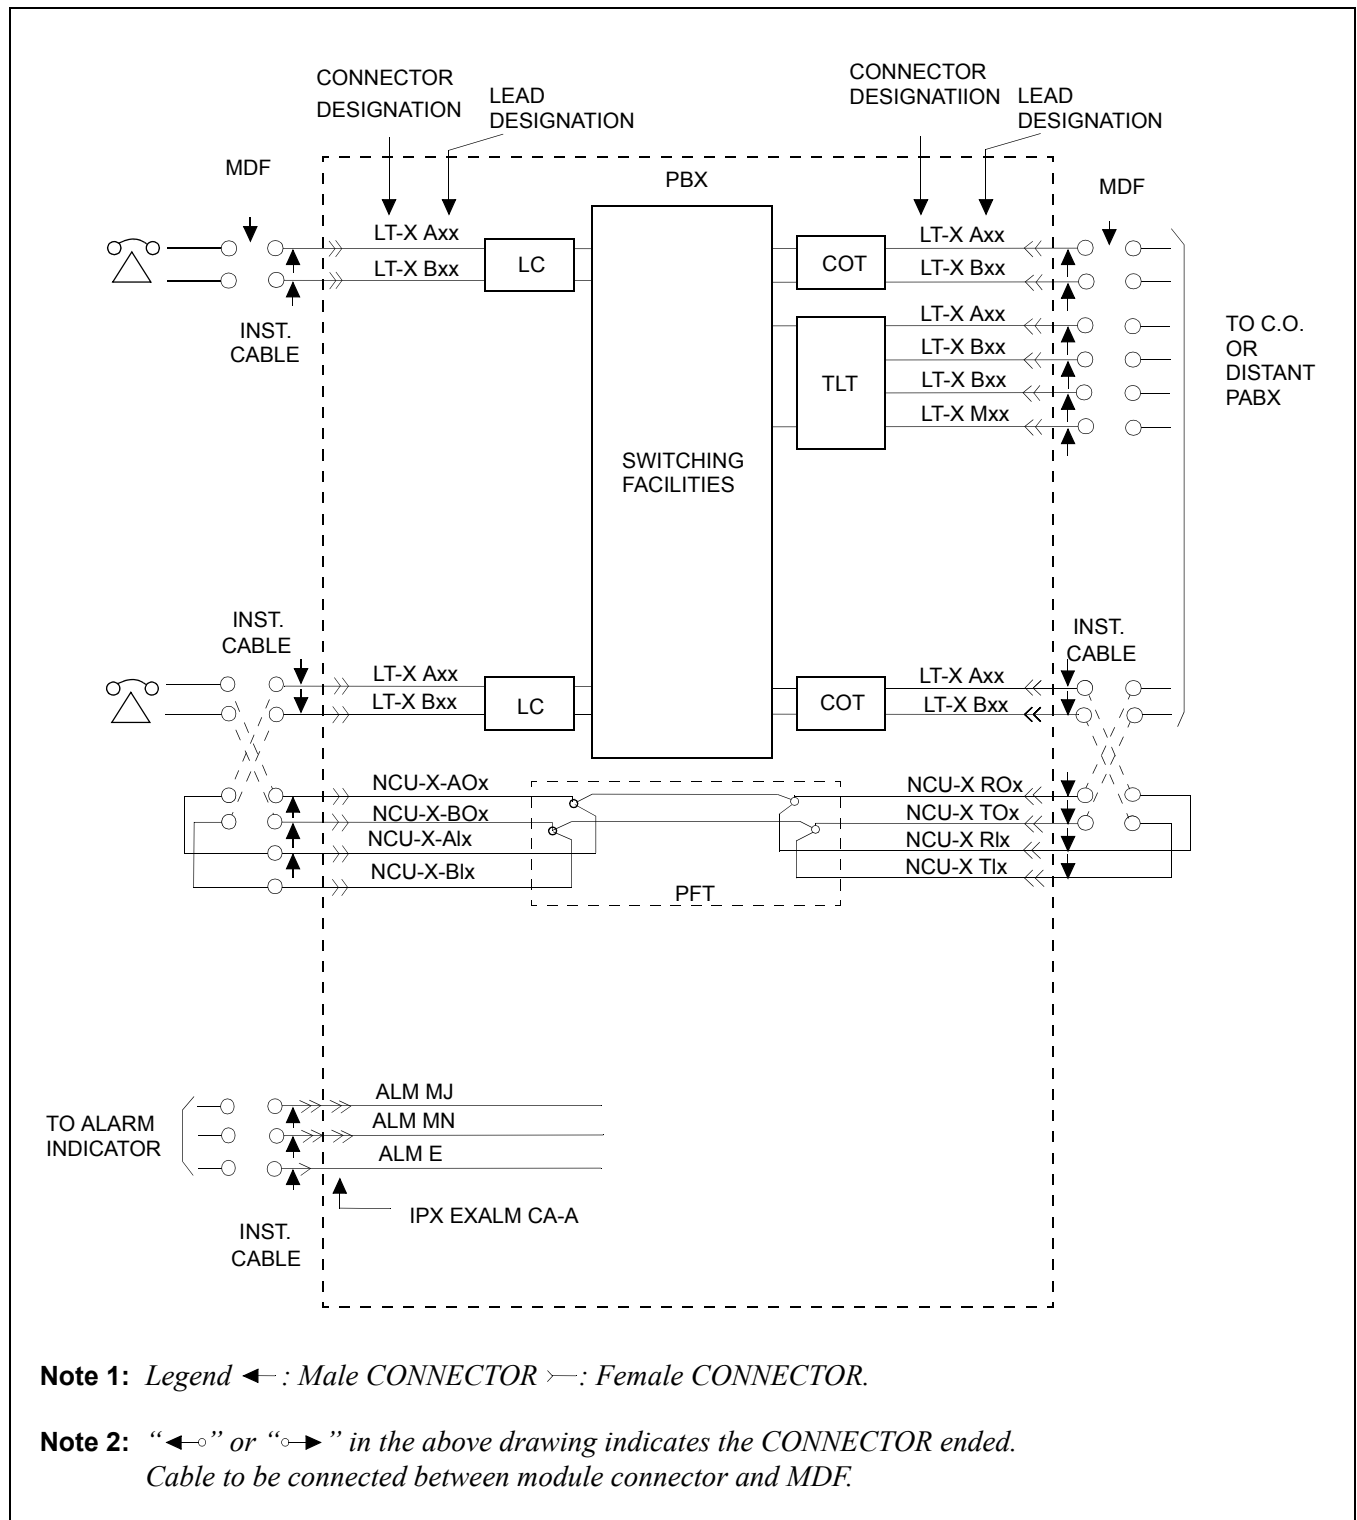 CONNECTOR
DESIGNATION
LEAD
DESIGNATION
CONNECTOR
DESIGNATIION
LEAD
DESIGNATION
MDF
PBX
MDF
LT-X Axx
LT-X Bxx
LC
COT
LT-X Axx
LT-X Bxx
INST.
CABLE
TLT
LT-X Axx
LT-X Bxx
LT-X Bxx
LT-X Mxx
TO C.O.
OR
DISTANT
PABX
SWITCHING
FACILITIES
INST.
CABLE
INST.
CABLE
LT-X Axx
LT-X Bxx
LC
COT
LT-X Axx
LT-X Bxx
NCU-X-AOx
NCU-X-BOx
NCU-X-AIx
NCU-X-BIx
PFT
NCU-X ROx
NCU-X TOx
NCU-X RIx
NCU-X TIx
ALM MJ
ALM MN
ALM E
TO ALARM
INDICATOR
IPX EXALM CA-A
INST.
CABLE
Note 1: Legend : Male CONNECTOR : Female CONNECTOR.
Note 2: “ ” or “ ” in the above drawing indicates the CONNECTOR ended.
Cable to be connected between module connector and MDF.